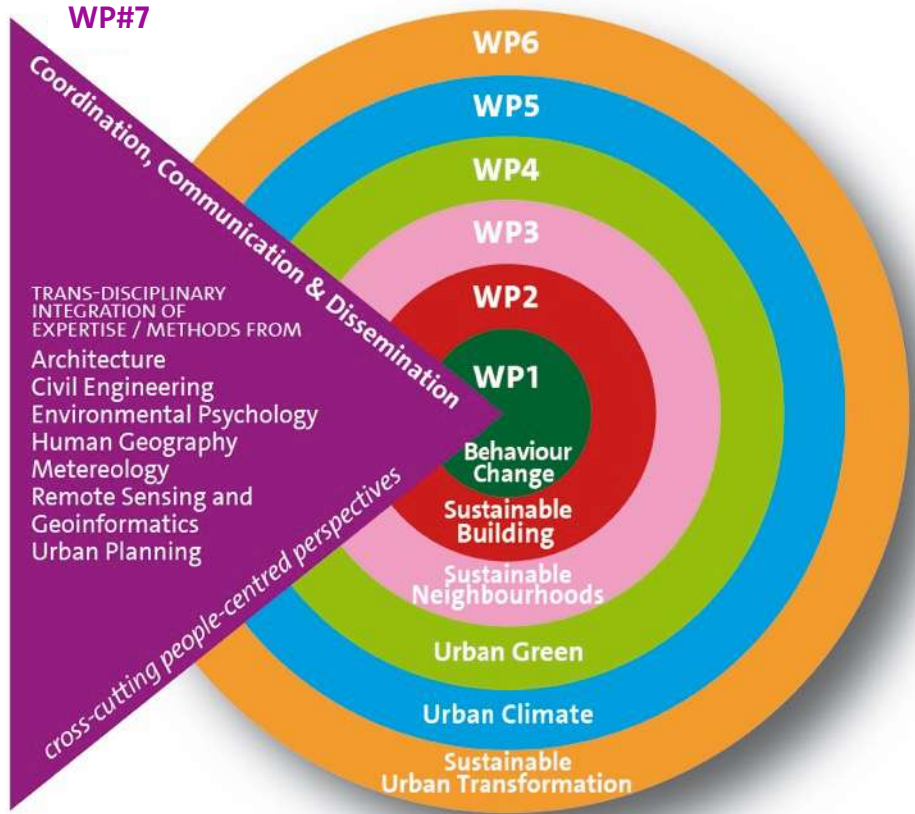 WP#7
Coordination, Communication & Dissemination
TRANS-DISCIPLINARY
INTEGRATION OF
EXPERTISE / METHODS FROM
Architecture
Civil Engineering
Environmental Psychology
Human Geography
Metereology
Remote Sensing and
Geoinformatics
Urban Planning
cross-cutting people-centred perspectives
WP6
WP5
WP4
WP3
WP2
WP1
Behaviour
Change
Sustainable
Building
Sustainable
Neighbourhoods
Urban Green
Urban Climate
Sustainable
Urban Transformation